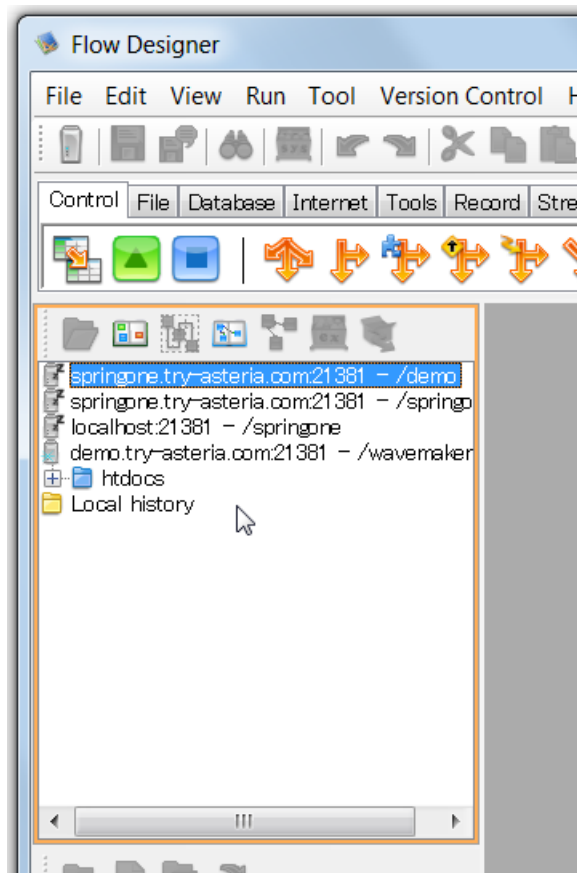 Flow Designer
File Edit View Run Tool Version Control
Control File Database Internet Tools Record Stre
springone.try-asteria.com:21381 - /demo
springone.try-asteria.com:21381 - /springo
localhost:21381 - /springone
demo.try-asteria.com:21381 - /wavemaker
htdocs
Local history